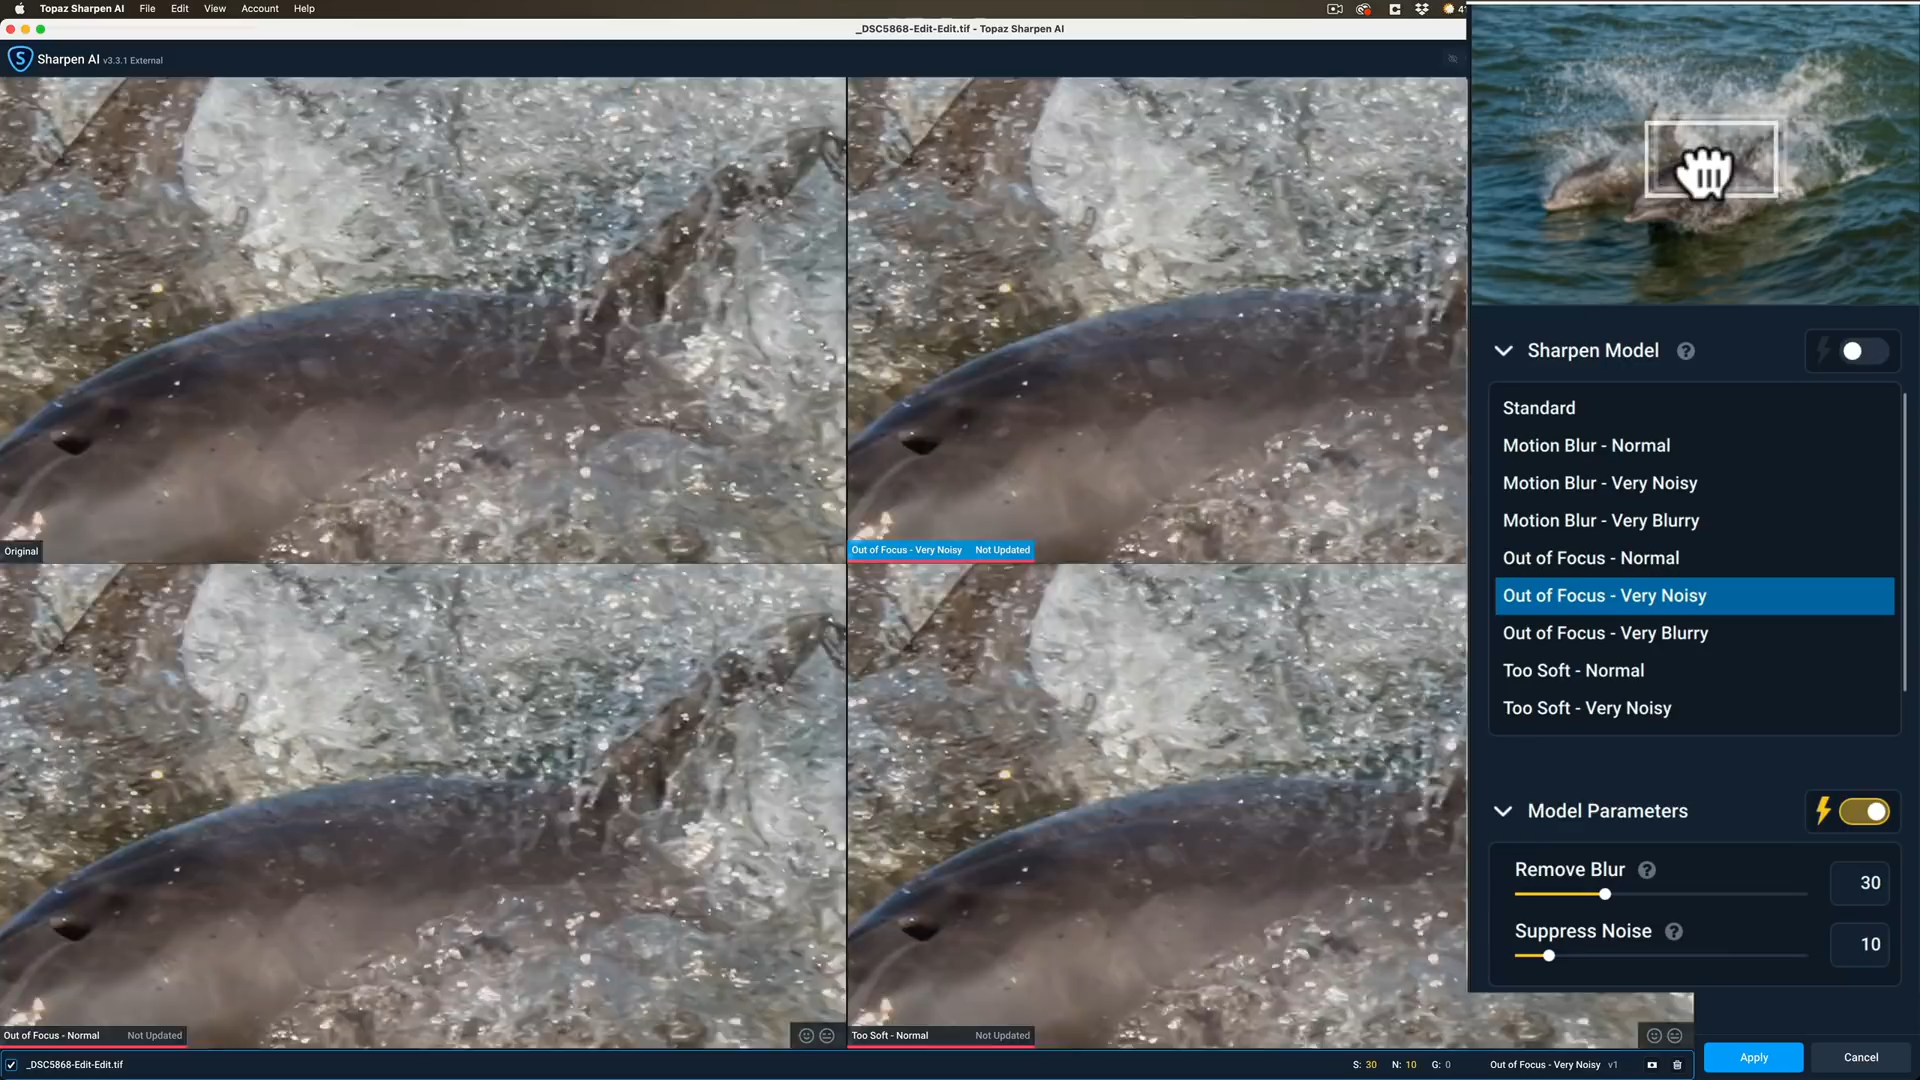 Topaz Sharpen AI File Edit View Account Help
_DSC5868-Edit-Edit.tif - Topaz Sharpen AI
Sharpen AI v3.3.1 External
Sharpen Model
Standard
Motion Blur - Normal
Motion Blur - Very Noisy
Motion Blur - Very Blurry
Out of Focus - Normal
Out of Focus - Very Noisy
Out of Focus - Very Blurry
Too Soft - Normal
Too Soft - Very Noisy
Original
Out of Focus - Very Noisy Not Updated
Model Parameters
Remove Blur 30
Suppress Noise 10
Out of Focus - Normal Not Updated
Too Soft - Normal Not Updated
_DSC5868-Edit-Edit.tif
S: 30 N: 10 G: 0 Out of Focus - Very Noisy v1
Apply Cancel